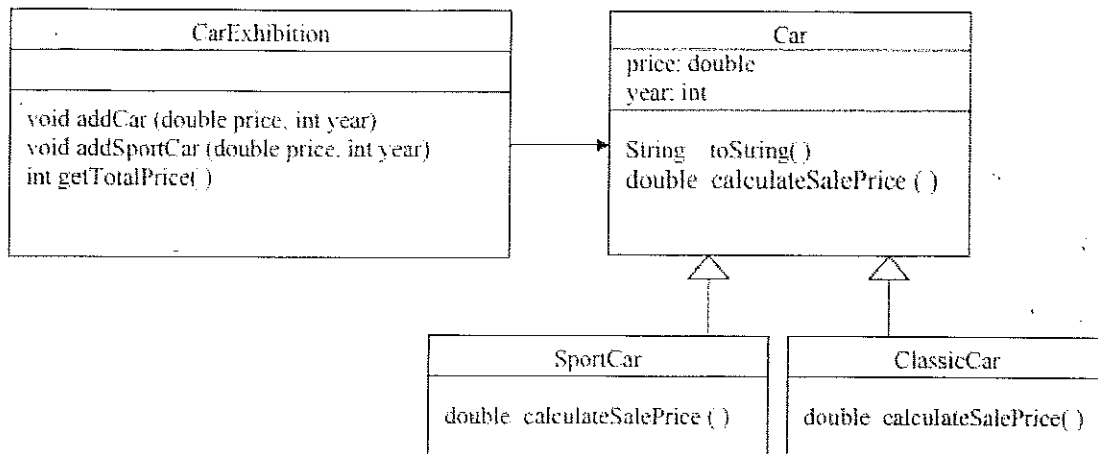 CarExhibition
void addCar (double price, int year)
void addSportCar (double price, int year)
int getTotalPrice( )
Car
price: double
year: int
String toString( )
double calculateSalePrice ( )
SportCar
double calculateSalePrice ( )
ClassicCar
double calculateSalePrice( )